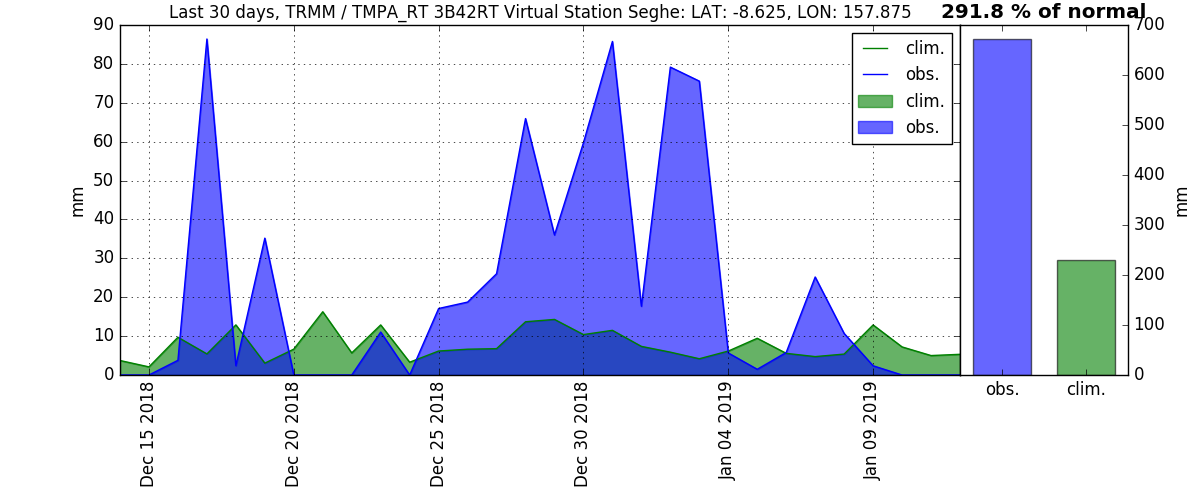 Last 30 days, TRMM / TMPA_RT 3B42RT Virtual Station Seghe: LAT: -8.625, LON: 157.875
291.8 % of normal
90
80
70
60
50
40
30
20
10
0
mm
clim.
obs.
clim.
obs.
Dec 15 2018
Dec 20 2018
Dec 25 2018
Dec 30 2018
Jan 04 2019
Jan 09 2019
700
600
500
400
300
200
100
0
mm
obs.
clim.